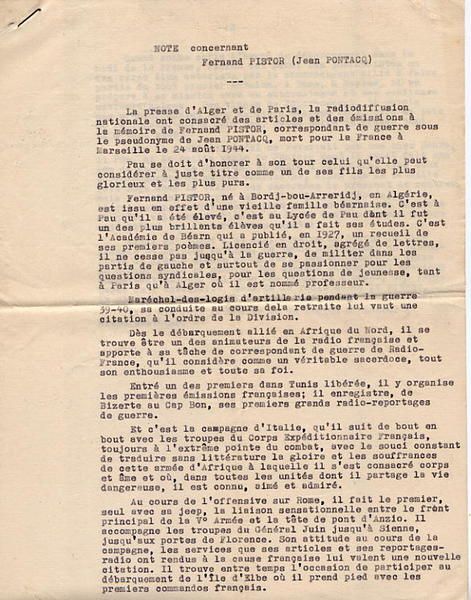 NOTE concernant
Fernand PISTOR (Jean PONTACQ)
---
La presse d'Alger et de Paris, la radiodiffusion
nationale ont consacré des articles et des émissions à
la mémoire de Fernand PISTOR, correspondant de guerre sous
le pseudonyme de Jean PONTACQ, mort pour la France à
Marseille le 24 août 1944.
Pau se doit d'honorer à son tour celui qu'elle peut
considérer à juste titre comme un de ses fils les plus
glorieux et les plus purs.
Fernand PISTOR, né à Bordj-bou-Arreridj, en Algérie,
est issu en effet d'une vieille famille béarnaise. C'est à
Pau qu'il a été élevé, c'est au Lycée de Pau dont il fut
un des plus brillants élèves qu'il a fait ses études. C'est
l'Académie de Béarn qui a publié, en 1927, un recueil de
ses premiers poèmes. Licencié en droit, agrégé de lettres,
il ne cesse pas jusqu'à la guerre, de militer dans les
partis de gauche et surtout de se passionner pour les
questions syndicales, pour les questions de jeunesse, tant
à Paris qu'à Alger où il est nommé professeur.
Maréchal-des-logis d'artillerie pendant la guerre
39-40, sa conduite au cours dela retraite lui vaut une
citation à l'ordre de la Division.
Dès le débarquement allié en Afrique du Nord, il se
trouve être un des animateurs de la radio française et
apporte à sa tâche de correspondant de guerre de Radio-
France, qu'il considère comme un véritable sacerdoce, tout
son enthousiasme et toute sa foi.
Entré un des premiers dans Tunis libérée, il y organise
les premières émissions françaises; il enregistre, de
Bizerte au Cap Bon, ses premiers grands radio-reportages
de guerre.
Et c'est la campagne d'Italie, qu'il suit de bout en
bout avec les troupes du Corps Expéditionnaire Français,
toujours à l'extrême pointe du combat, avec le souci constant
de traduire sans littérature la gloire et les souffrances
de cette armée d'Afrique à laquelle il s'est consacré corps
et âme et où, dans toutes les unités dont il partage la vie
dangereuse, il est connu, aimé et admiré.
Au cours de l'offensive sur Rome, il fait le premier,
seul avec sa jeep, la liaison sensationnelle entre le front
principal de la Vº Armée et la tête de pont d'Anzio. Il
accompagne les troupes du Général Juin jusqu'à Sienne,
jusqu'aux portes de Florence. Son attitude au cours de la
campagne, les services que ses articles et ses reportages-
radio ont rendu à la cause française lui valent une nouvelle
citation. Il trouve entre temps l'occasion de participer au
débarquement de l'Île d'Elbe où il prend pied avec les
premiers commandos français.